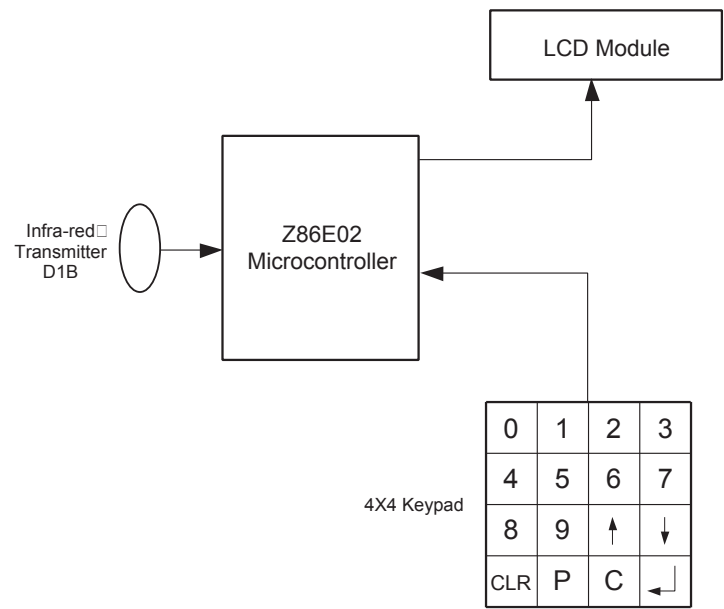 LCD Module
Infra-red□
Transmitter
D1B
Z86E02
Microcontroller
4X4 Keypad
0 1 2 3
4 5 6 7
8 9 ↑ ↓
CLR P C ↵